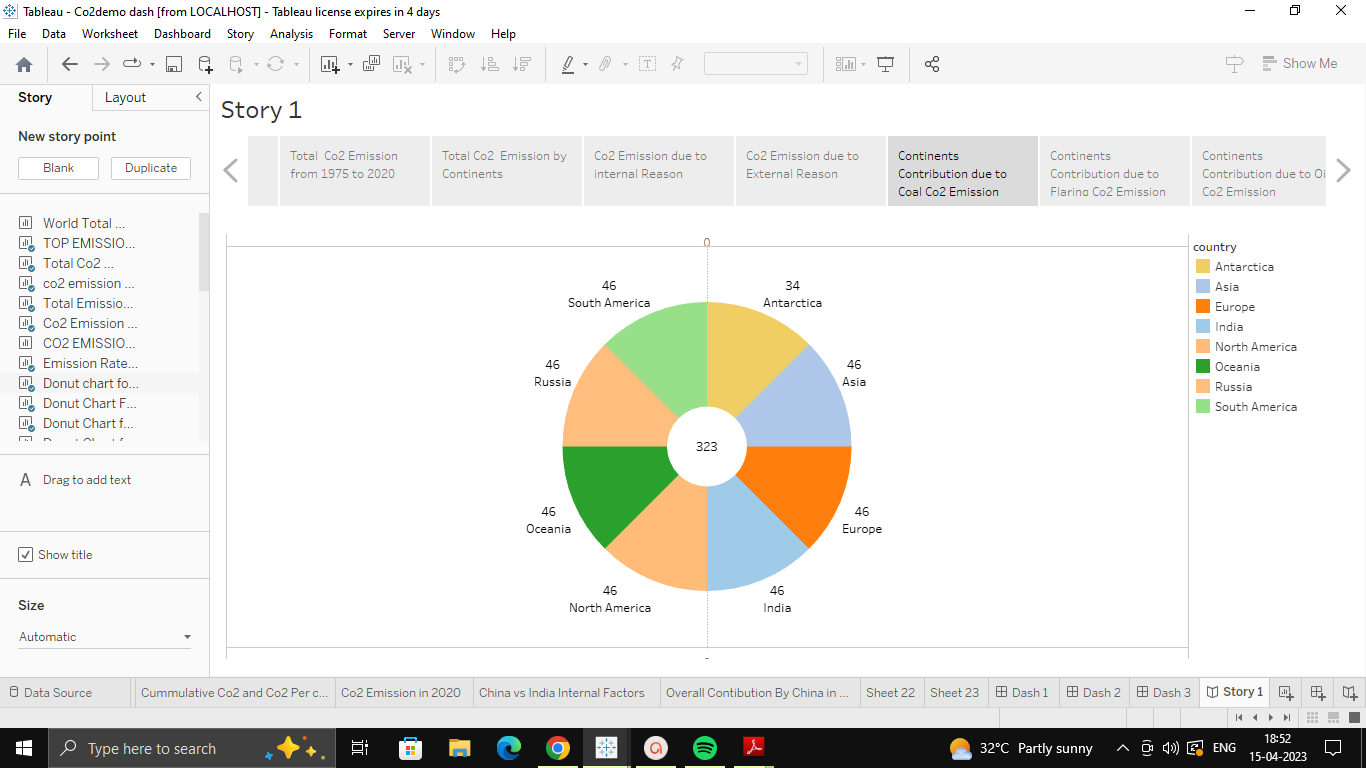 Tableau - Co2demo dash [from LOCALHOST] - Tableau license expires in 4 days
File Data Worksheet Dashboard Story Analysis Format Server Window Help
Show Me
Story Layout
New story point
Blank Duplicate
World Total ...
TOP EMISSIO...
Total Co2 ...
co2 emission ...
Total Emissio...
Co2 Emission ...
CO2 EMISSIO...
Emission Rate...
Donut chart fo...
Donut Chart F...
Donut Chart f...
A Drag to add text
Show title
Size
Automatic
Story 1
Total Co2 Emission
from 1975 to 2020
Total Co2 Emission by
Continents
Co2 Emission due to
internal Reason
Co2 Emission due to
External Reason
Continents
Contribution due to
Coal Co2 Emission
Continents
Contribution due to
Flaring Co2 Emission
Continents
Contribution due to Oi
Co2 Emission
0
46
South America
34
Antarctica
46
Russia
46
Asia
323
46
Oceania
46
Europe
46
North America
46
India
country
Antarctica
Asia
Europe
India
North America
Oceania
Russia
South America
Data Source Cummulative Co2 and Co2 Per c... Co2 Emission in 2020 China vs India Internal Factors Overall Contibution By China in ... Sheet 22 Sheet 23 Dash 1 Dash 2 Dash 3 Story 1
Type here to search
32°C Partly sunny
ENG
18:52
15-04-2023